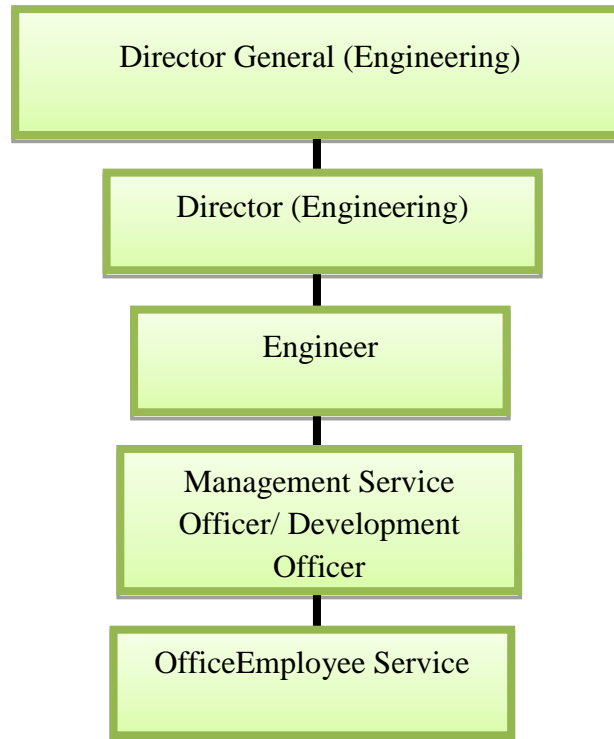 Director General (Engineering)
Director (Engineering)
Engineer
Management Service
Officer/ Development
Officer
OfficeEmployee Service